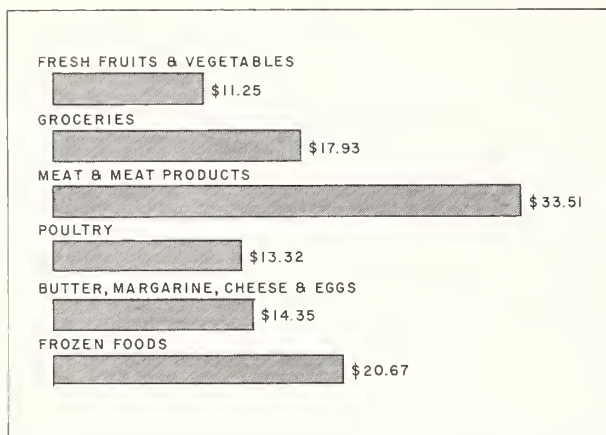 FRESH FRUITS & VEGETABLES
$11.25
GROCERIES
$17.93
MEAT & MEAT PRODUCTS
$33.51
POULTRY
$13.32
BUTTER, MARGARINE, CHEESE & EGGS
$14.35
FROZEN FOODS
$20.67